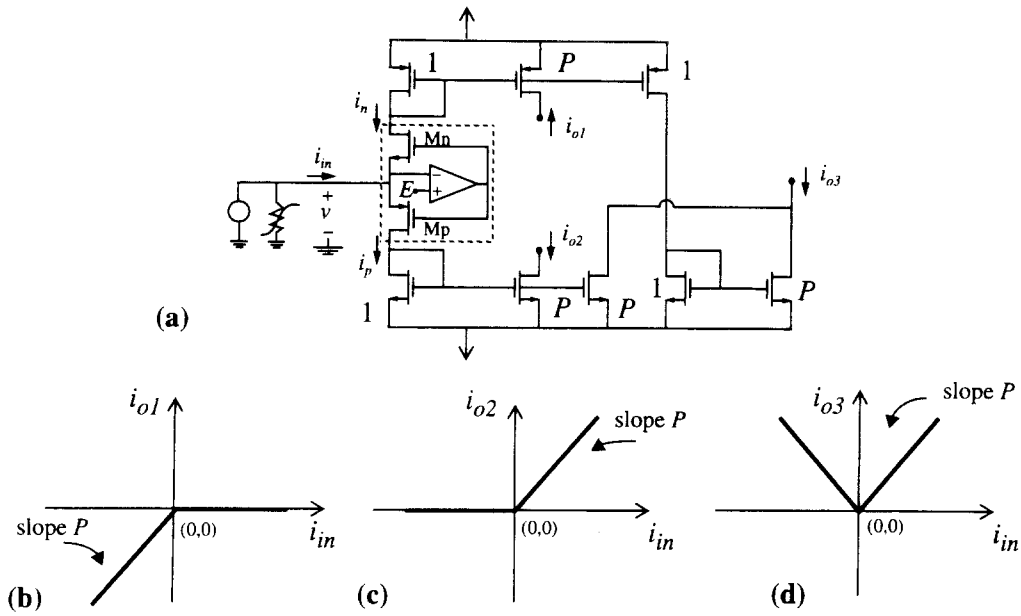 1
P
1
i_n
Mn
i_in
E
+
v
−
−
+
Mp
i_o1
i_o3
i_o2
i_p
1
P
P
1
P
(a)
i_o1
slope P
(0,0)
i_in
(b)
i_o2
slope P
(0,0)
i_in
(c)
i_o3
slope P
(0,0)
i_in
(d)